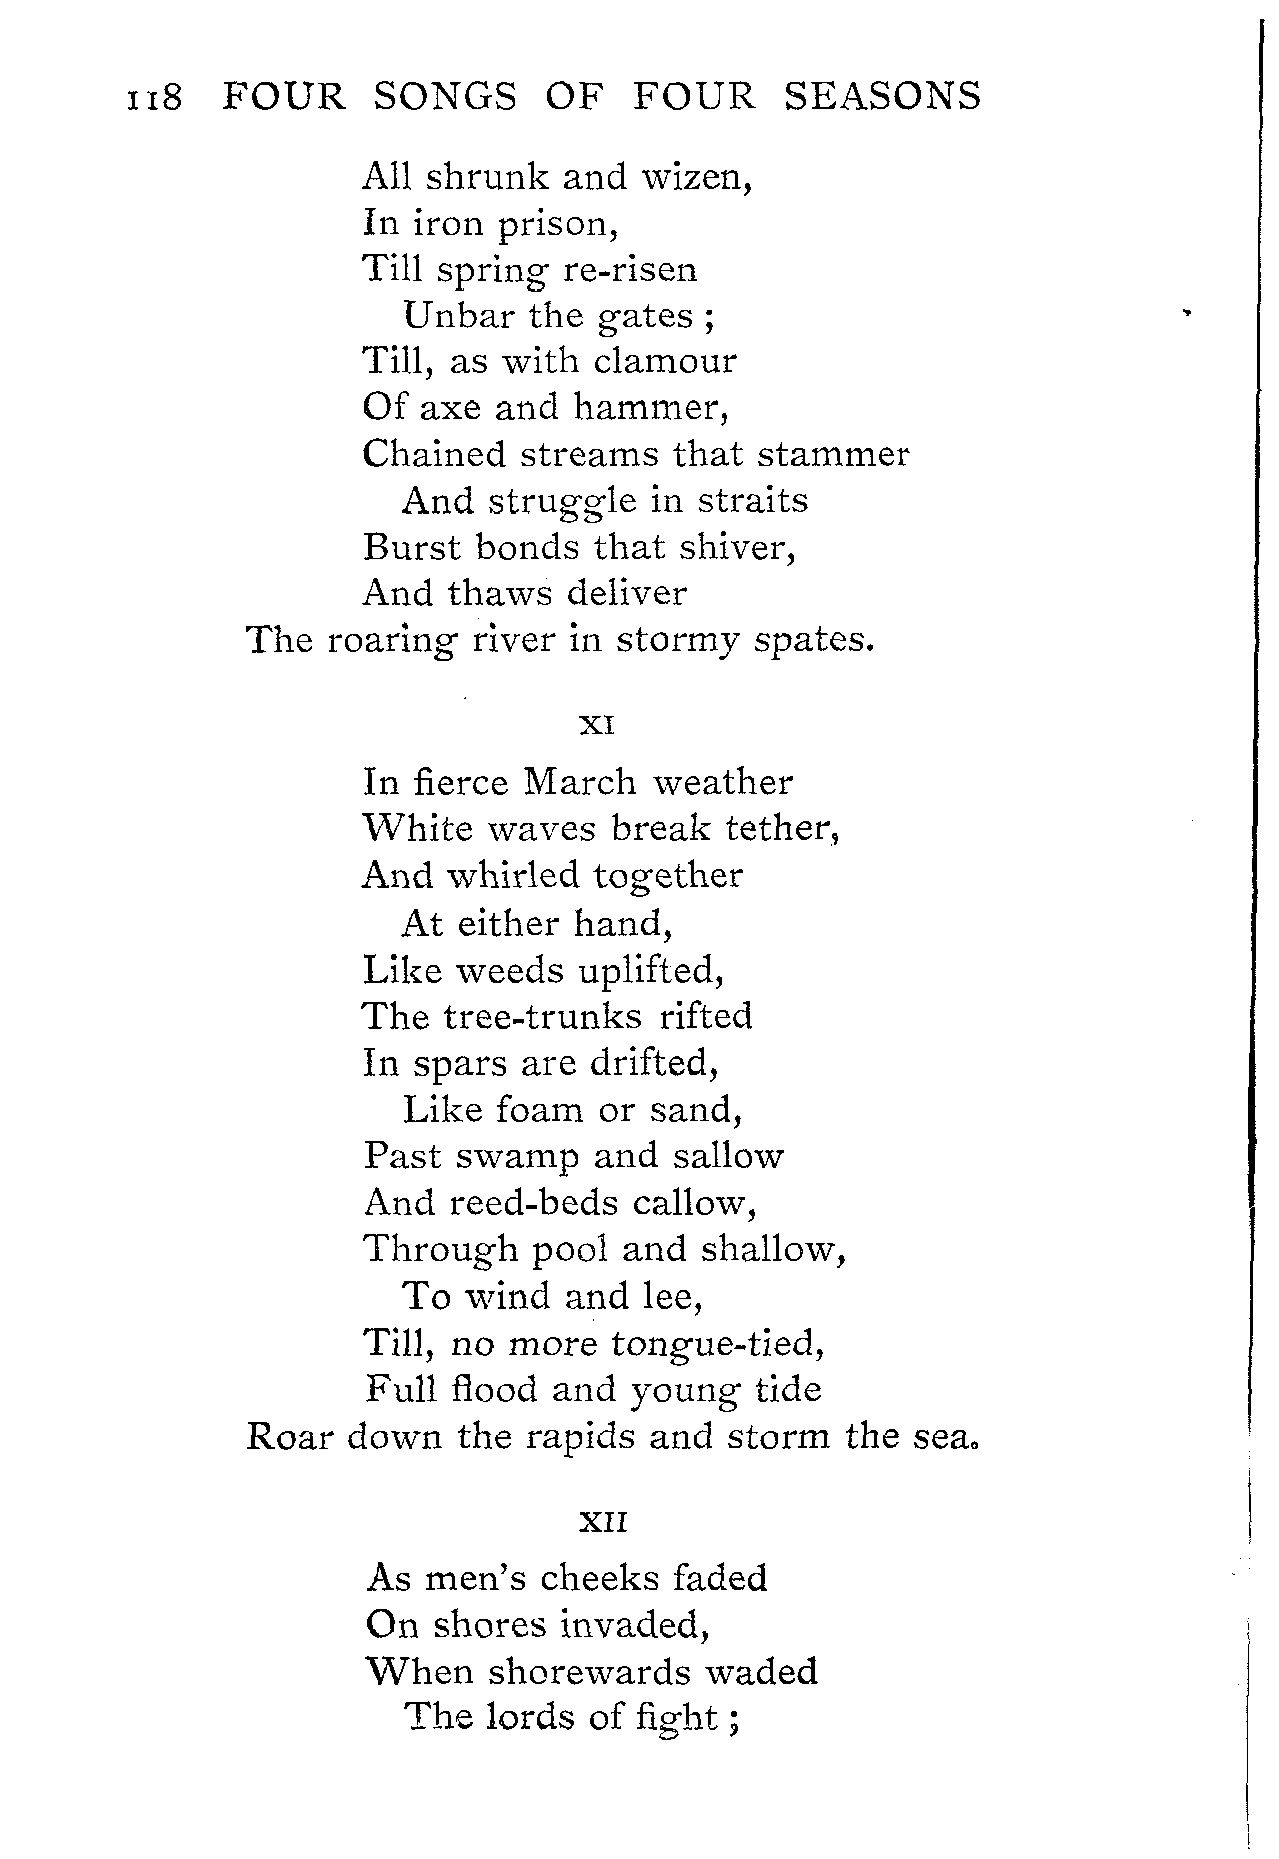 118 FOUR SONGS OF FOUR SEASONS
All shrunk and wizen,
In iron prison,
Till spring re-risen
Unbar the gates ;
Till, as with clamour
Of axe and hammer,
Chained streams that stammer
And struggle in straits
Burst bonds that shiver,
And thaws deliver
The roaring river in stormy spates.
XI
In fierce March weather
White waves break tether,
And whirled together
At either hand,
Like weeds uplifted,
The tree-trunks rifted
In spars are drifted,
Like foam or sand,
Past swamp and sallow
And reed-beds callow,
Through pool and shallow,
To wind and lee,
Till, no more tongue-tied,
Full flood and young tide
Roar down the rapids and storm the sea.
XII
As men's cheeks faded
On shores invaded,
When shorewards waded
The lords of fight ;